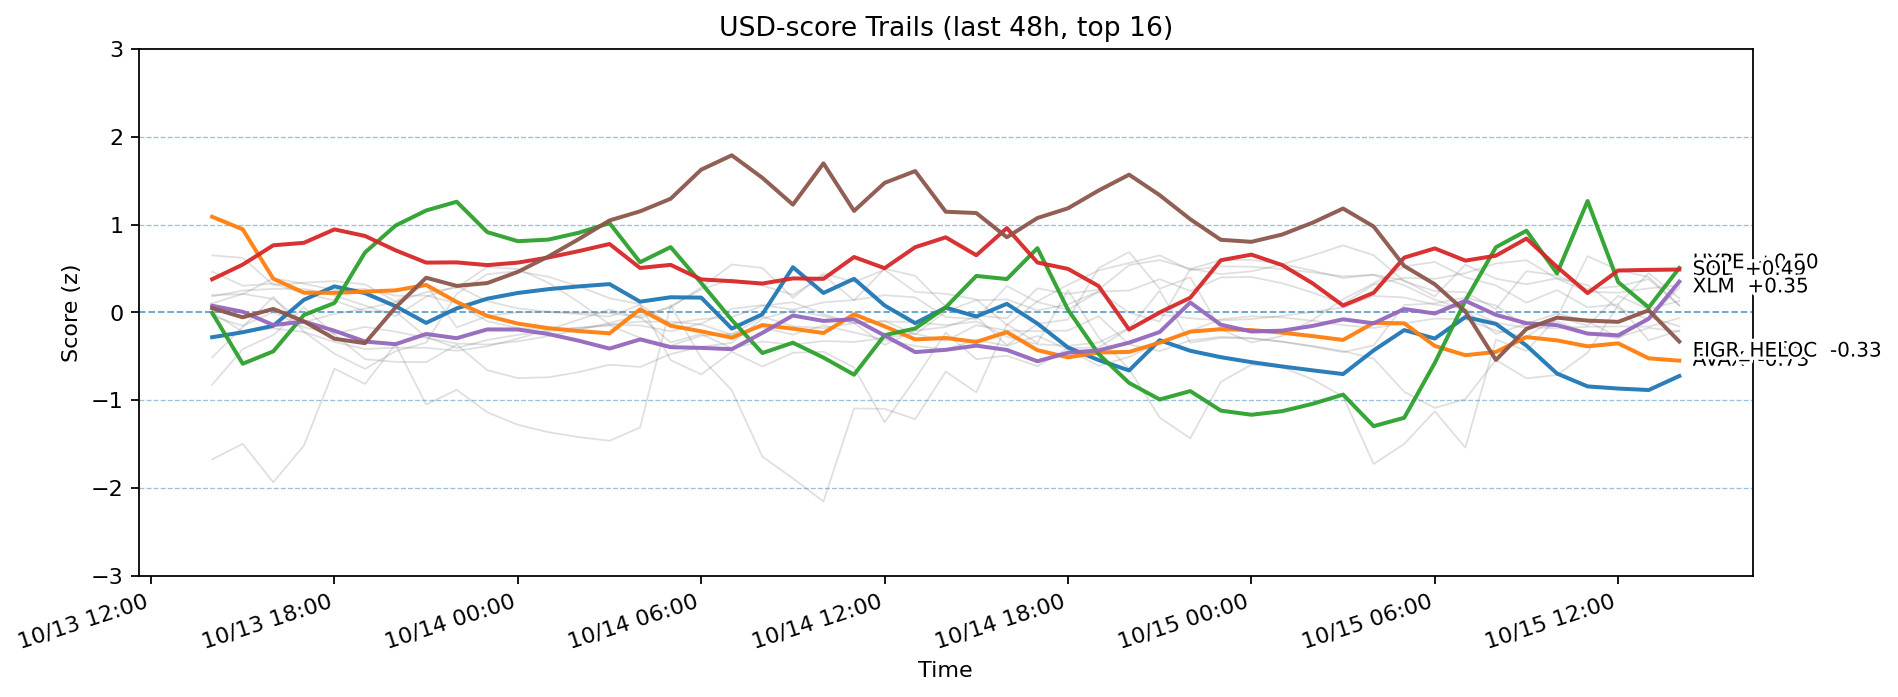 USD-score Trails (last 48h, top 16)
Score (z)
3
2
1
0
−1
−2
−3
SOL +0.49
XLM +0.35
FIGR_HELOC -0.33
10/13 12:00
10/13 18:00
10/14 00:00
10/14 06:00
10/14 12:00
10/14 18:00
10/15 00:00
10/15 06:00
10/15 12:00
Time